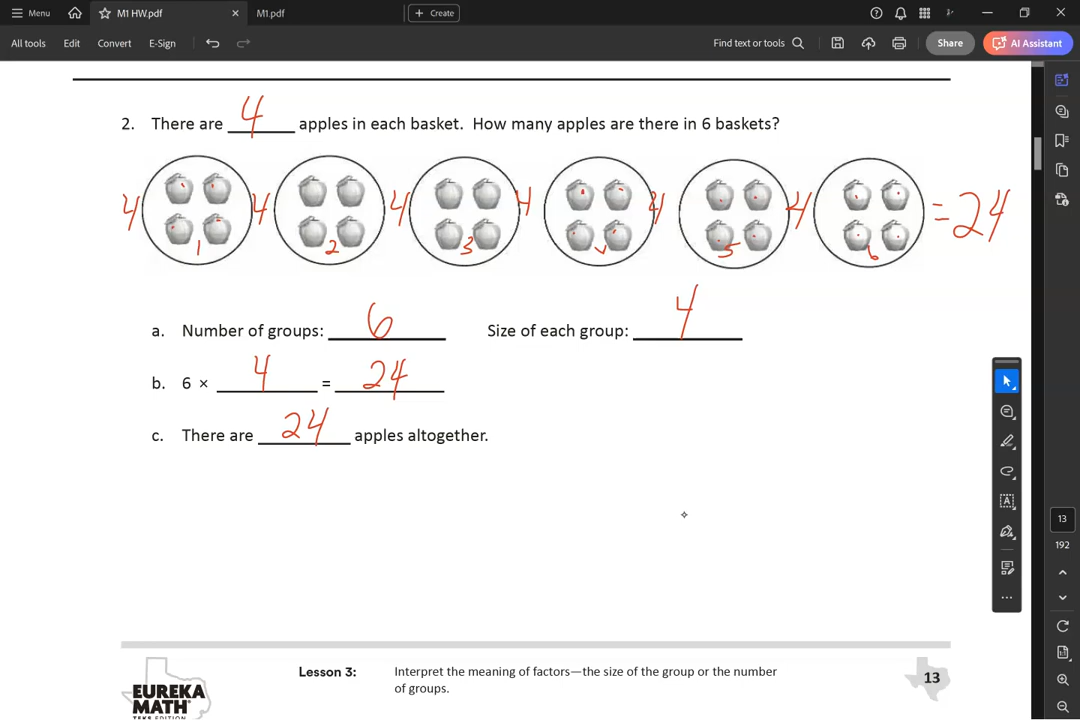 Menu M1 HW.pdf × M1.pdf + Create
All tools Edit Convert E-Sign Find text or tools Share AI Assistant
2. There are 4 apples in each basket. How many apples are there in 6 baskets?
4 4 4 4 4 4 = 24
1 2 3 4 5 6
a. Number of groups: 6 Size of each group: 4
b. 6 × 4 = 24
c. There are 24 apples altogether.
13
192
EUREKA
MATH
TEKS EDITION
Lesson 3: Interpret the meaning of factors—the size of the group or the number
of groups.
13